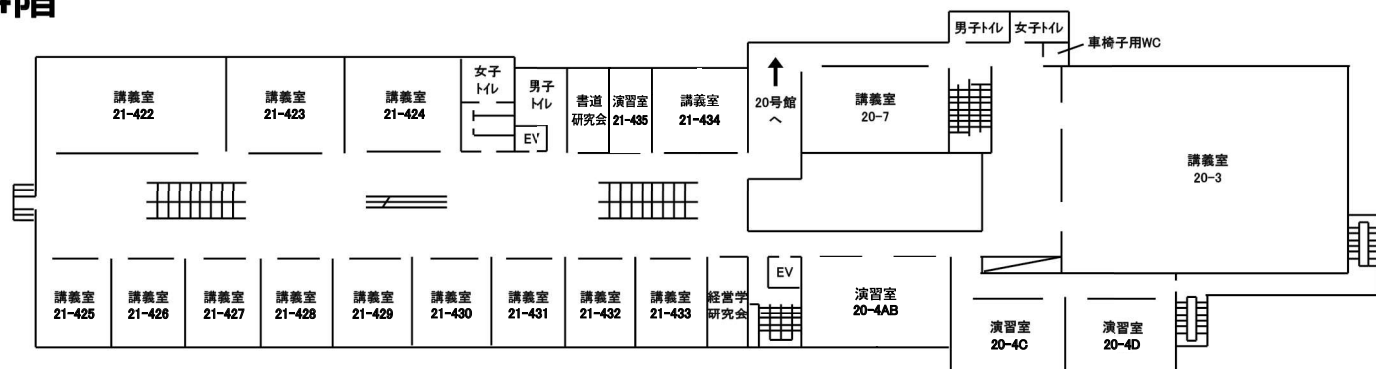 4階
男子トイレ
女子トイレ
車椅子用WC
講義室
21-422
講義室
21-423
講義室
21-424
女子
トイレ
男子
トイレ
EV
書道
研究会
演習室
21-435
講義室
21-434
20号館
へ
講義室
20-7
講義室
20-3
講義室
21-425
講義室
21-426
講義室
21-427
講義室
21-428
講義室
21-429
講義室
21-430
講義室
21-431
講義室
21-432
講義室
21-433
経営学
研究会
EV
演習室
20-4AB
演習室
20-4C
演習室
20-4D